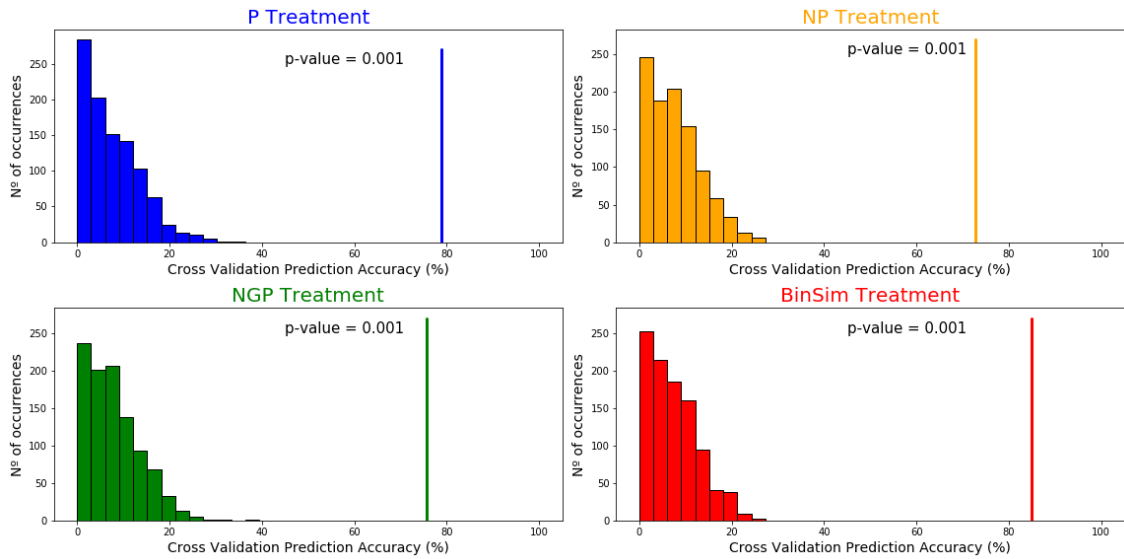 P Treatment
p-value = 0.001
Nº of occurrences
250
200
150
100
50
0
0 20 40 60 80 100
Cross Validation Prediction Accuracy (%)
NP Treatment
p-value = 0.001
Nº of occurrences
250
200
150
100
50
0
0 20 40 60 80 100
Cross Validation Prediction Accuracy (%)
NGP Treatment
p-value = 0.001
Nº of occurrences
250
200
150
100
50
0
0 20 40 60 80 100
Cross Validation Prediction Accuracy (%)
BinSim Treatment
p-value = 0.001
Nº of occurrences
250
200
150
100
50
0
0 20 40 60 80 100
Cross Validation Prediction Accuracy (%)